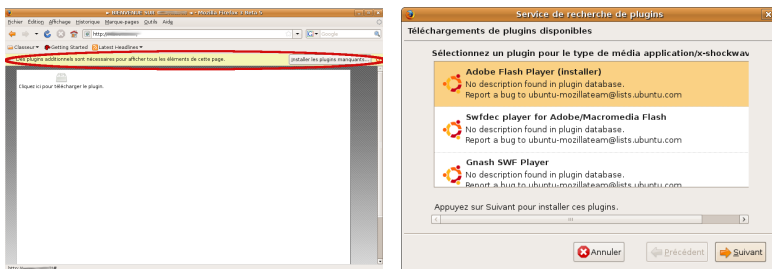 Mozilla Firefox
Fichier Édition Affichage Historique Marque-pages Outils Aide
http://
Google
Classeur Getting Started Latest Headlines
Des plugins additionnels sont nécessaires pour afficher tous les éléments de cette page. Installer les plugins manquants...
Cliquez ici pour télécharger le plugin.
Service de recherche de plugins
Téléchargements de plugins disponibles
Sélectionnez un plugin pour le type de média application/x-shockwav
Adobe Flash Player (installer)
No description found in plugin database.
Report a bug to ubuntu-mozillateam@lists.ubuntu.com
Swfdec player for Adobe/Macromedia Flash
No description found in plugin database.
Report a bug to ubuntu-mozillateam@lists.ubuntu.com
Gnash SWF Player
No description found in plugin database.
Report a bug to ubuntu-mozillateam@lists.ubuntu.com
Appuyez sur Suivant pour installer ces plugins.
Annuler Précédent Suivant